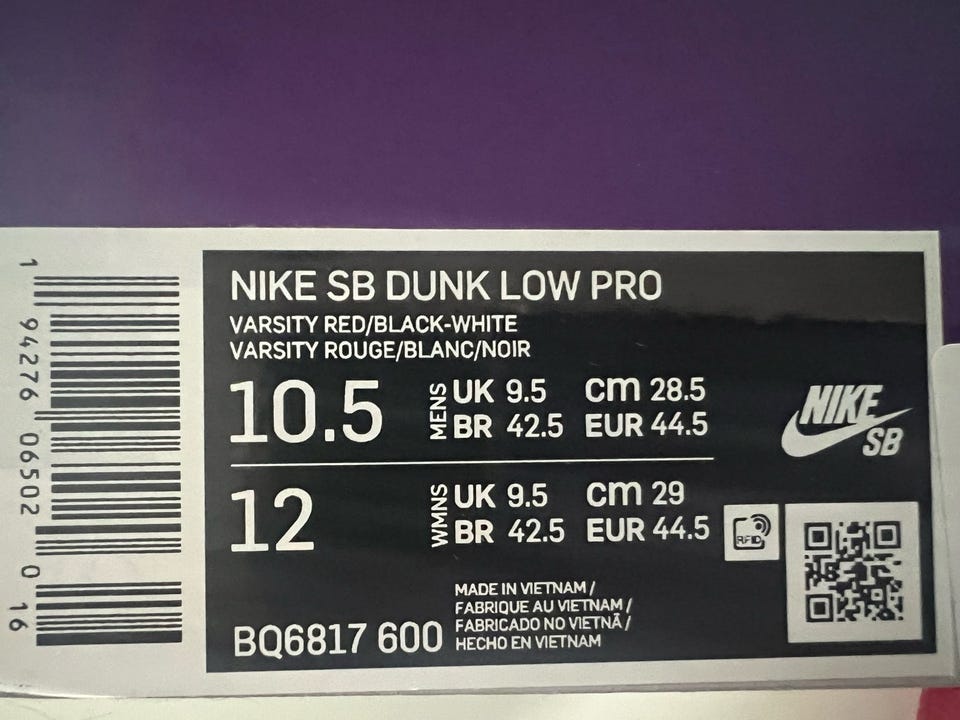 NIKE SB DUNK LOW PRO
VARSITY RED/BLACK-WHITE
VARSITY ROUGE/BLANC/NOIR
10.5 MENS UK 9.5 cm 28.5
BR 42.5 EUR 44.5
12 WMNS UK 9.5 cm 29
BR 42.5 EUR 44.5
NIKE
SB
RFID
MADE IN VIETNAM /
FABRIQUE AU VIETNAM /
FABRICADO NO VIETNÃ /
HECHO EN VIETNAM
BQ6817 600
1 94276 06502 0 16